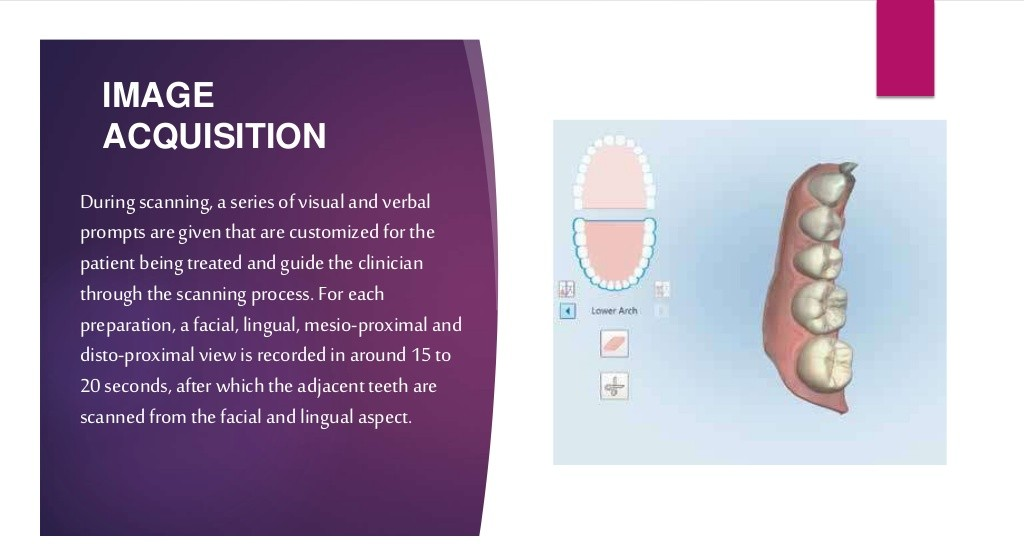 IMAGE
ACQUISITION
During scanning, a series of visual and verbal
prompts are given that are customized for the
patient being treated and guide the clinician
through the scanning process. For each
preparation, a facial, lingual, mesio-proximal and
disto-proximal view is recorded in around 15 to
20 seconds, after which the adjacent teeth are
scanned from the facial and lingual aspect.
Lower Arch